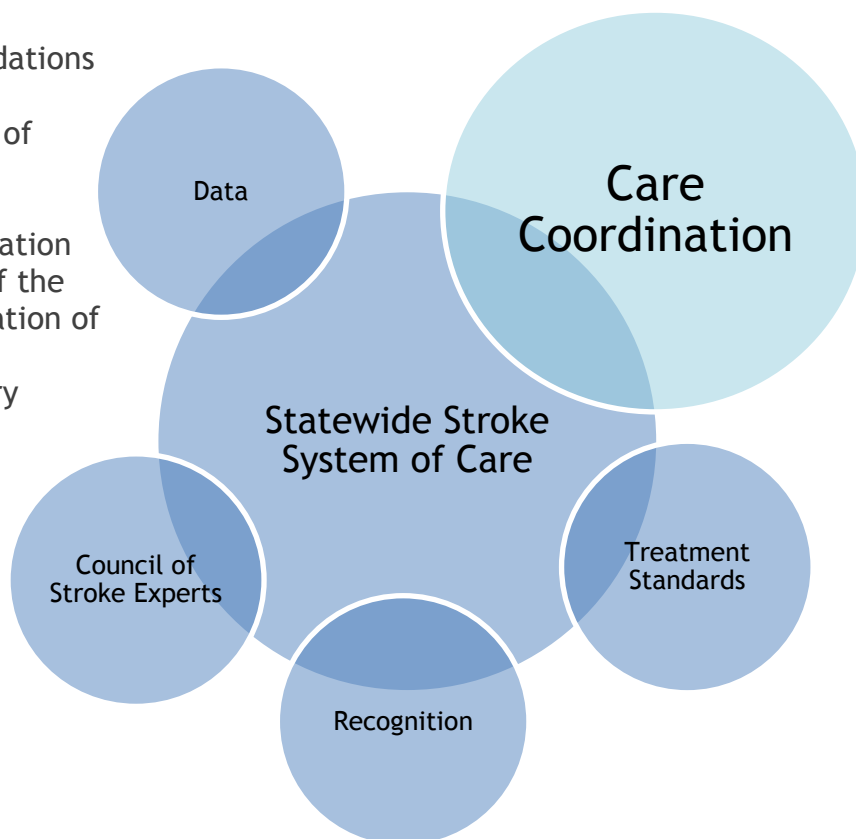 dations
of
ation
f the
ation of
ry
Data
Care
Coordination
Statewide Stroke
System of Care
Council of
Stroke Experts
Treatment
Standards
Recognition